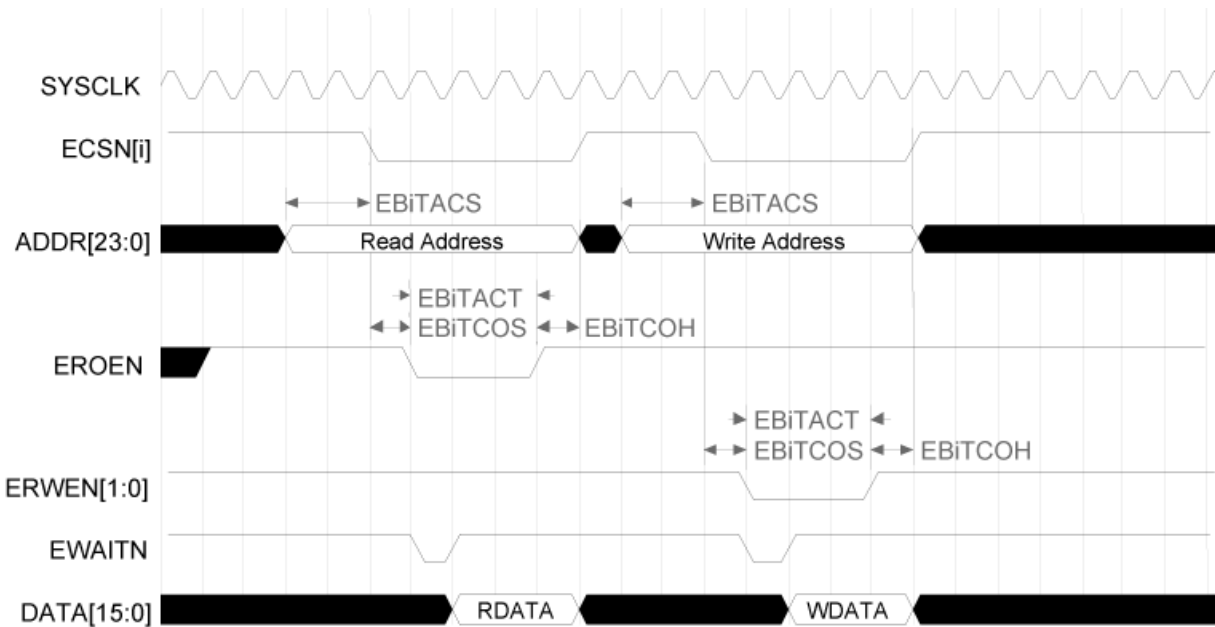 SYSCLK
ECSN[i]
EBiTACS EBiTACS
ADDR[23:0] Read Address Write Address
EBiTACT
EBiTCOS EBiTCOH
EROEN
EBiTACT
EBiTCOS EBiTCOH
ERWEN[1:0]
EWAITN
DATA[15:0] RDATA WDATA